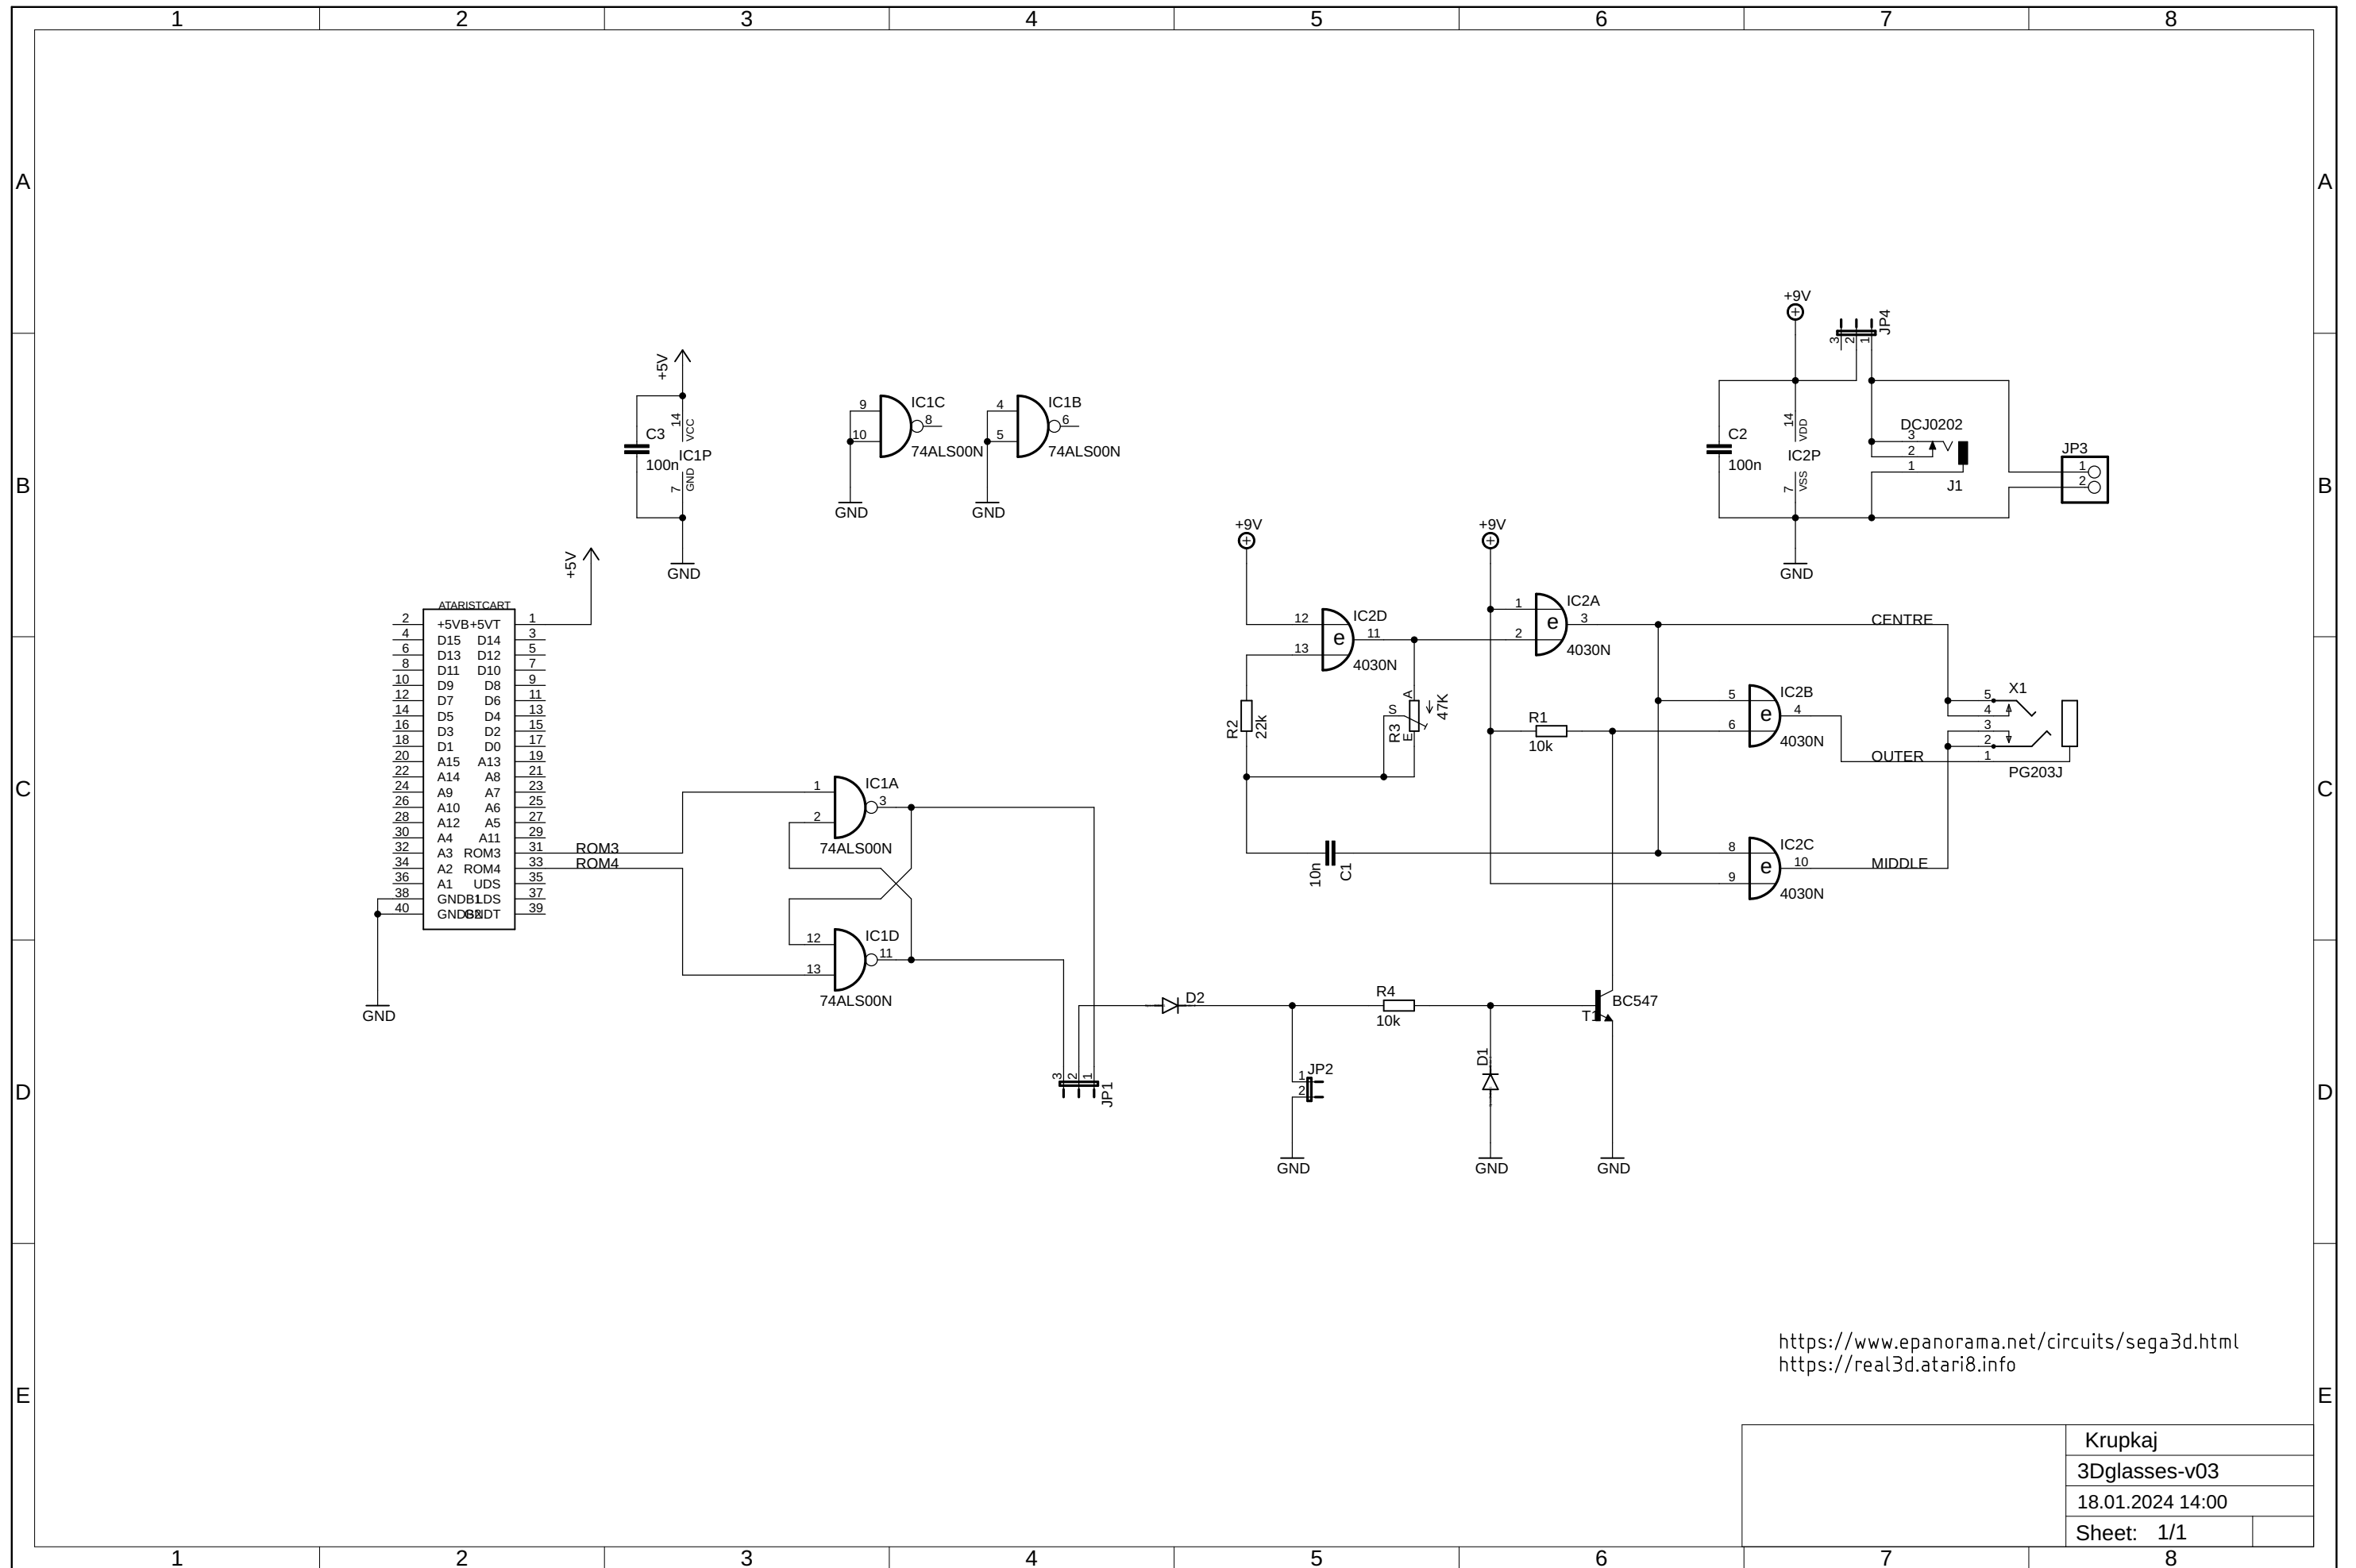 1 2 3 4 5 6 7 8
A A
B B
C C
D D
E E
+5V
C3
100n
14
VCC
IC1P
GND
7
GND
9
10
IC1C
8
74ALS00N
GND
4
5
IC1B
6
74ALS00N
GND
+9V
JP4
3
2
1
C2
100n
14
VDD
IC2P
7
VSS
GND
DCJ0202
3
2
1
J1
JP3
1
2
+5V
ATARISTCART
2 +5VB +5VT 1
4 D15 D14 3
6 D13 D12 5
8 D11 D10 7
10 D9 D8 9
12 D7 D6 11
14 D5 D4 13
16 D3 D2 15
18 D1 D0 17
20 A15 A13 19
22 A14 A8 21
24 A9 A7 23
26 A10 A6 25
28 A12 A5 27
30 A4 A11 29
32 A3 ROM3 31 ROM3
34 A2 ROM4 33 ROM4
36 A1 UDS 35
38 GNDB1 LDS 37
40 GNDB2 GNDT 39
GND
1
2
IC1A
3
74ALS00N
12
13
IC1D
11
74ALS00N
3
2
1
JP1
+9V
12
13
IC2D
e
11
4030N
R2
22k
S
A
E
R3
47K
10n
C1
+9V
1
2
IC2A
e
3
4030N
R1
10k
5
6
IC2B
e
4
4030N
8
9
IC2C
e
10
4030N
CENTRE
OUTER
MIDDLE
5
4
3
2
1
X1
PG203J
D2
R4
10k
JP2
1
2
GND
D1
GND
T1
BC547
GND
https://www.epanorama.net/circuits/sega3d.html
https://real3d.atari8.info
Krupkaj
3Dglasses-v03
18.01.2024 14:00
Sheet: 1/1
1 2 3 4 5 6 7 8